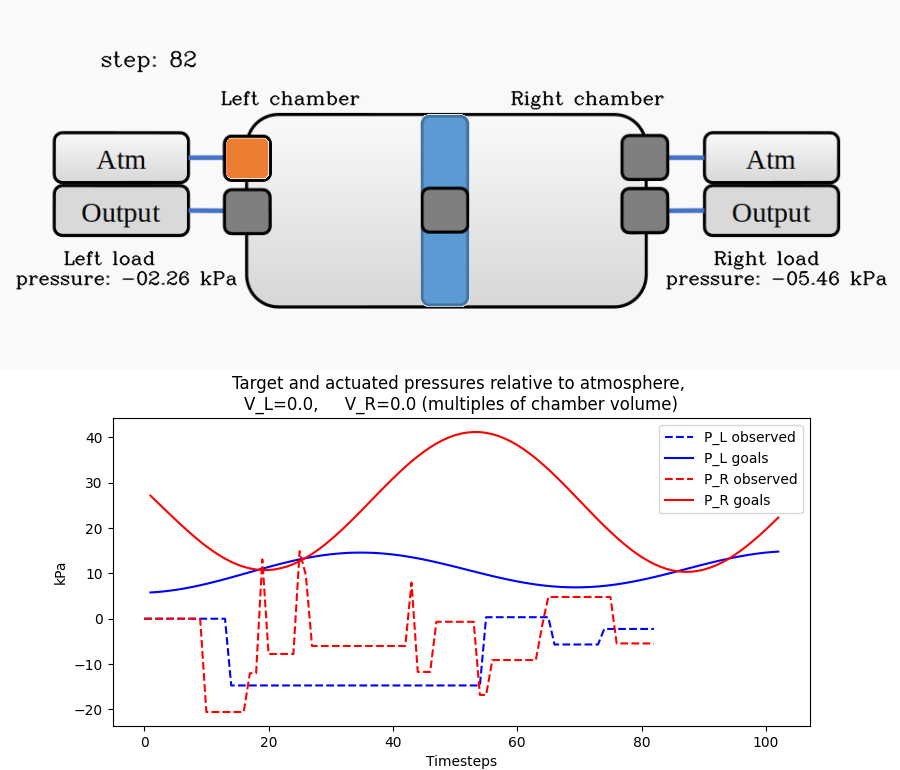 step: 82
Left chamber
Right chamber
Atm
Atm
Output
Output
Left load
pressure: -02.26 kPa
Right load
pressure: -05.46 kPa
Target and actuated pressures relative to atmosphere,
V_L=0.0, V_R=0.0 (multiples of chamber volume)
P_L observed
P_L goals
P_R observed
P_R goals
kPa
40
30
20
10
0
−10
−20
0 20 40 60 80 100
Timesteps